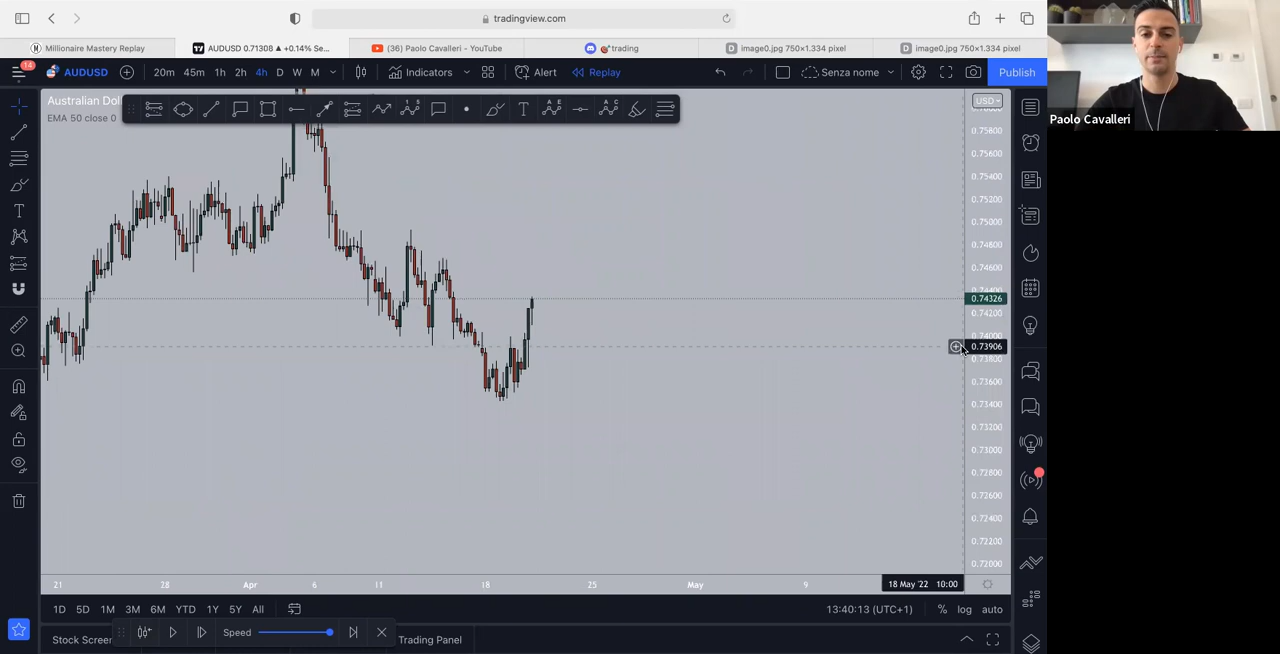 tradingview.com
Millionaire Mastery Replay
AUDUSD 0.71308 ▲ +0.14% Se...
(36) Paolo Cavalleri - YouTube
trading
image0.jpg 750×1.334 pixel
image0.jpg 750×1.334 pixel
14
AUDUSD
20m 45m 1h 2h 4h D W M
Indicators
Alert
Replay
Senza nome
Publish
Paolo Cavalleri
Australian Dol
EMA 50 close 0
USD
0.75800
0.75600
0.75400
0.75200
0.75000
0.74800
0.74600
0.74326
0.74200
0.74000
0.73906
0.73800
0.73600
0.73400
0.73200
0.73000
0.72800
0.72600
0.72400
0.72200
0.72000
21 28 Apr 6 11 18 25 May 9 18 May '22 10:00
1D 5D 1M 3M 6M YTD 1Y 5Y All
13:40:13 (UTC+1)
% log auto
Stock Screen
Speed
Trading Panel